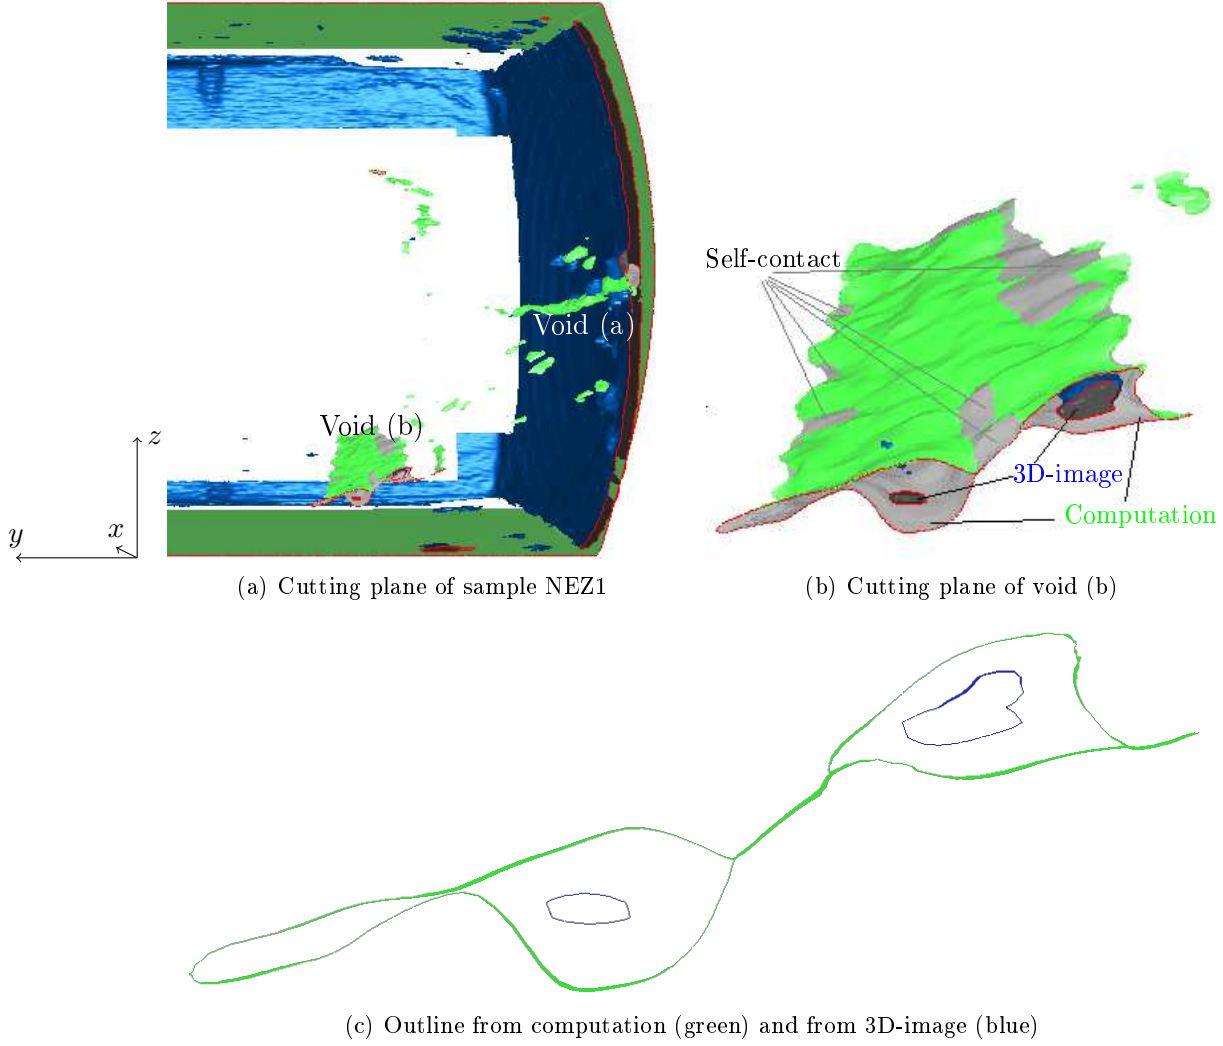 Void (a)
Void (b)
z
y
x
Self-contact
3D-image
Computation
(a) Cutting plane of sample NEZ1
(b) Cutting plane of void (b)
(c) Outline from computation (green) and from 3D-image (blue)